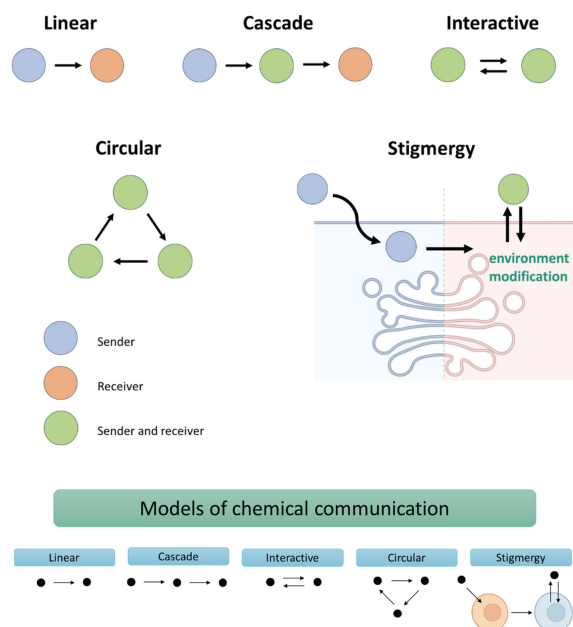 Linear
Cascade
Interactive
Circular
Stigmergy
environment
modification
Sender
Receiver
Sender and receiver
Models of chemical communication
Linear
Cascade
Interactive
Circular
Stigmergy